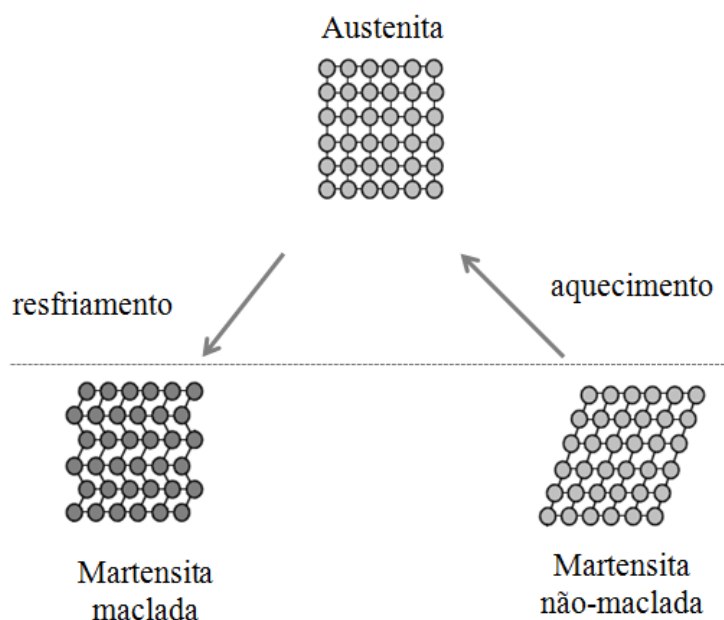 Austenita
resfriamento
aquecimento
Martensita
maclada
Martensita
não-maclada